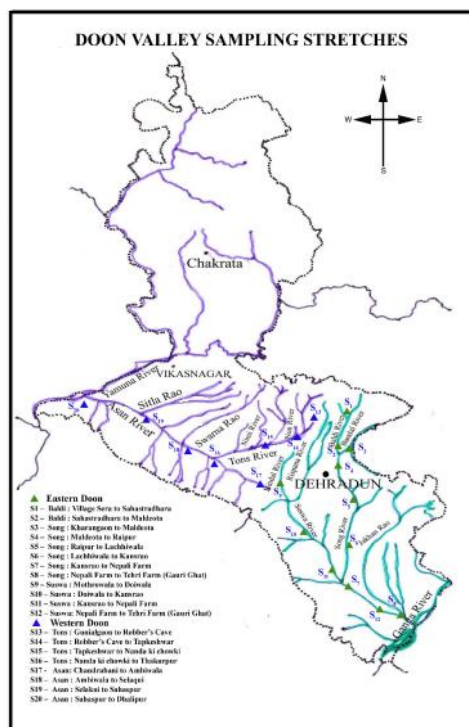 DOON VALLEY SAMPLING STRETCHES
N
W E
S
Chakrata
VIKASNAGAR
Yamuna River
Sitla Rao
Asan River
Swarna Rao
Tons River
DEHRADUN
Suswa River
Song River
Jakhan Rao
Ganga River
Eastern Doon
S1 – Baldi : Village Sera to Sahastradhara
S2 – Baldi : Sahastradhara to Maldeota
S3 – Song : Kharangaon to Maldeota
S4 – Song : Maldeota to Raipur
S5 – Song : Raipur to Lachhiwala
S6 – Song : Lachhiwala to Kansrao
S7 – Song : Kansrao to Nepali Farm
S8 – Song : Nepali Farm to Tehri Farm (Gauri Ghat)
S9 – Suswa : Mothrowala to Doiwala
S10 – Suswa : Doiwala to Kansrao
S11 – Suswa : Kansrao to Nepali Farm
S12 – Suswa: Nepali Farm to Tehri Farm (Gauri Ghat)
Western Doon
S13 – Tons : Gunialgaon to Robber's Cave
S14 – Tons : Robber's Cave to Tapkeshwar
S15 – Tons : Tapkeshwar to Nanda ki chowki
S16 – Tons : Nanda ki chowki to Thakurpur
S17 - Asan: Chandrabani to Ambiwala
S18 – Asan : Ambiwala to Selaqui
S19 – Asan : Selakui to Sahaspur
S20 – Asan : Sahaspur to Dhalipur